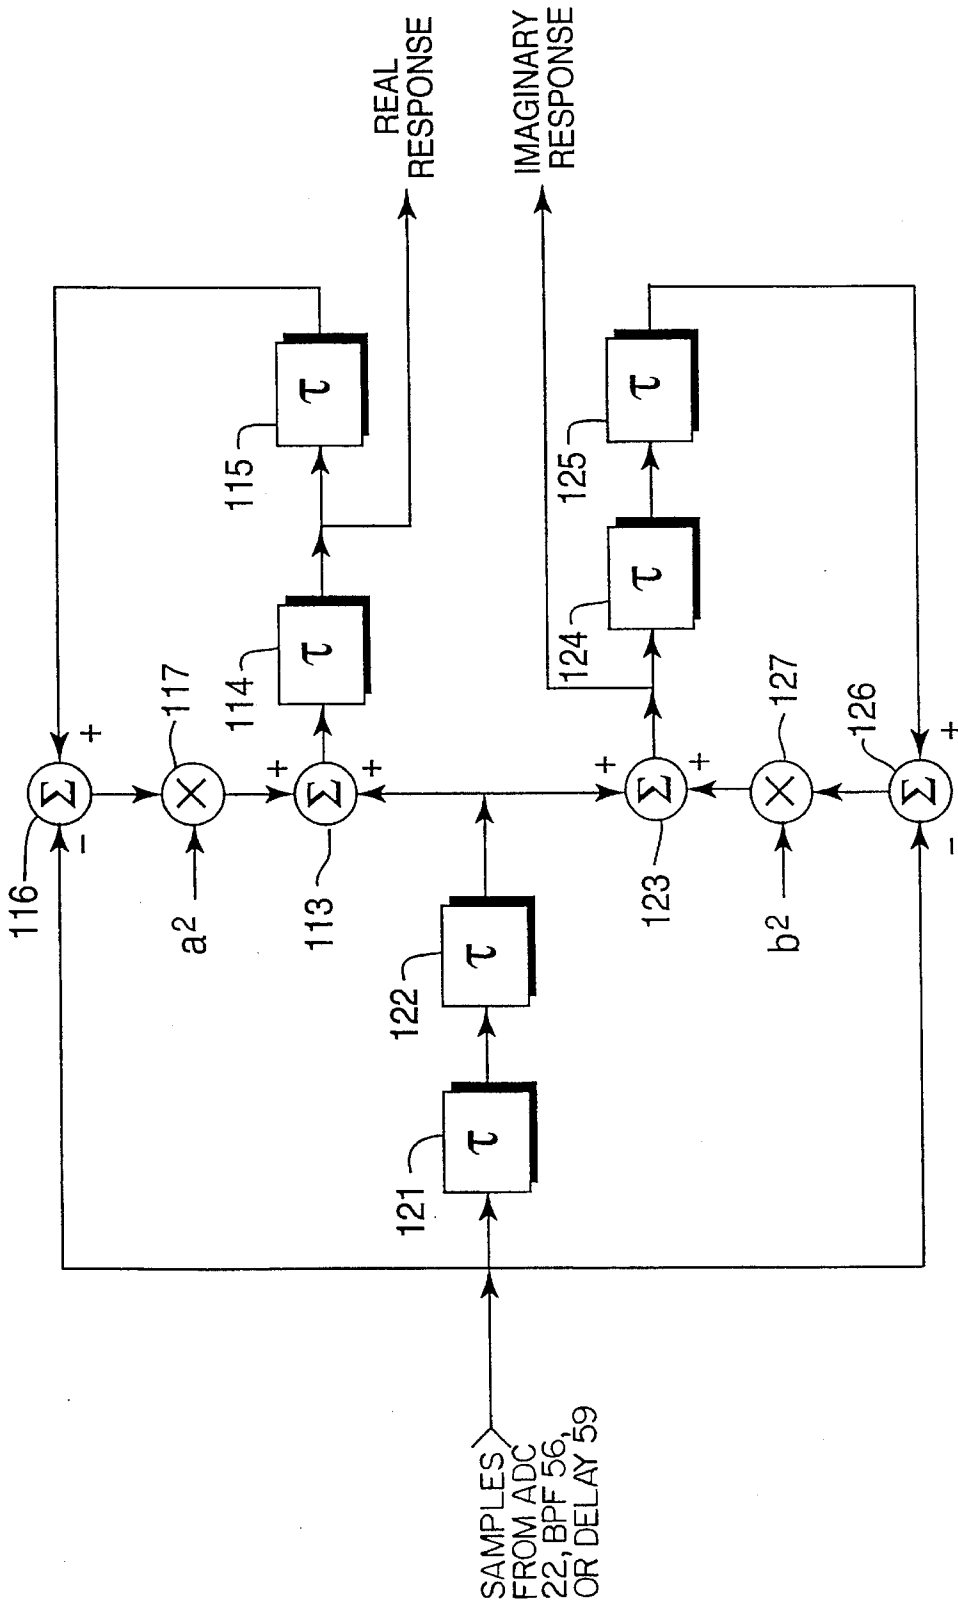 116
Σ
+
-
117
×
a²
+
113
Σ
+
114
τ
115
τ
REAL
RESPONSE
SAMPLES
FROM ADC
22, BPF 56,
OR DELAY 59
121
τ
122
τ
IMAGINARY
RESPONSE
+
123
Σ
+
124
τ
125
τ
127
×
b²
126
Σ
+
-